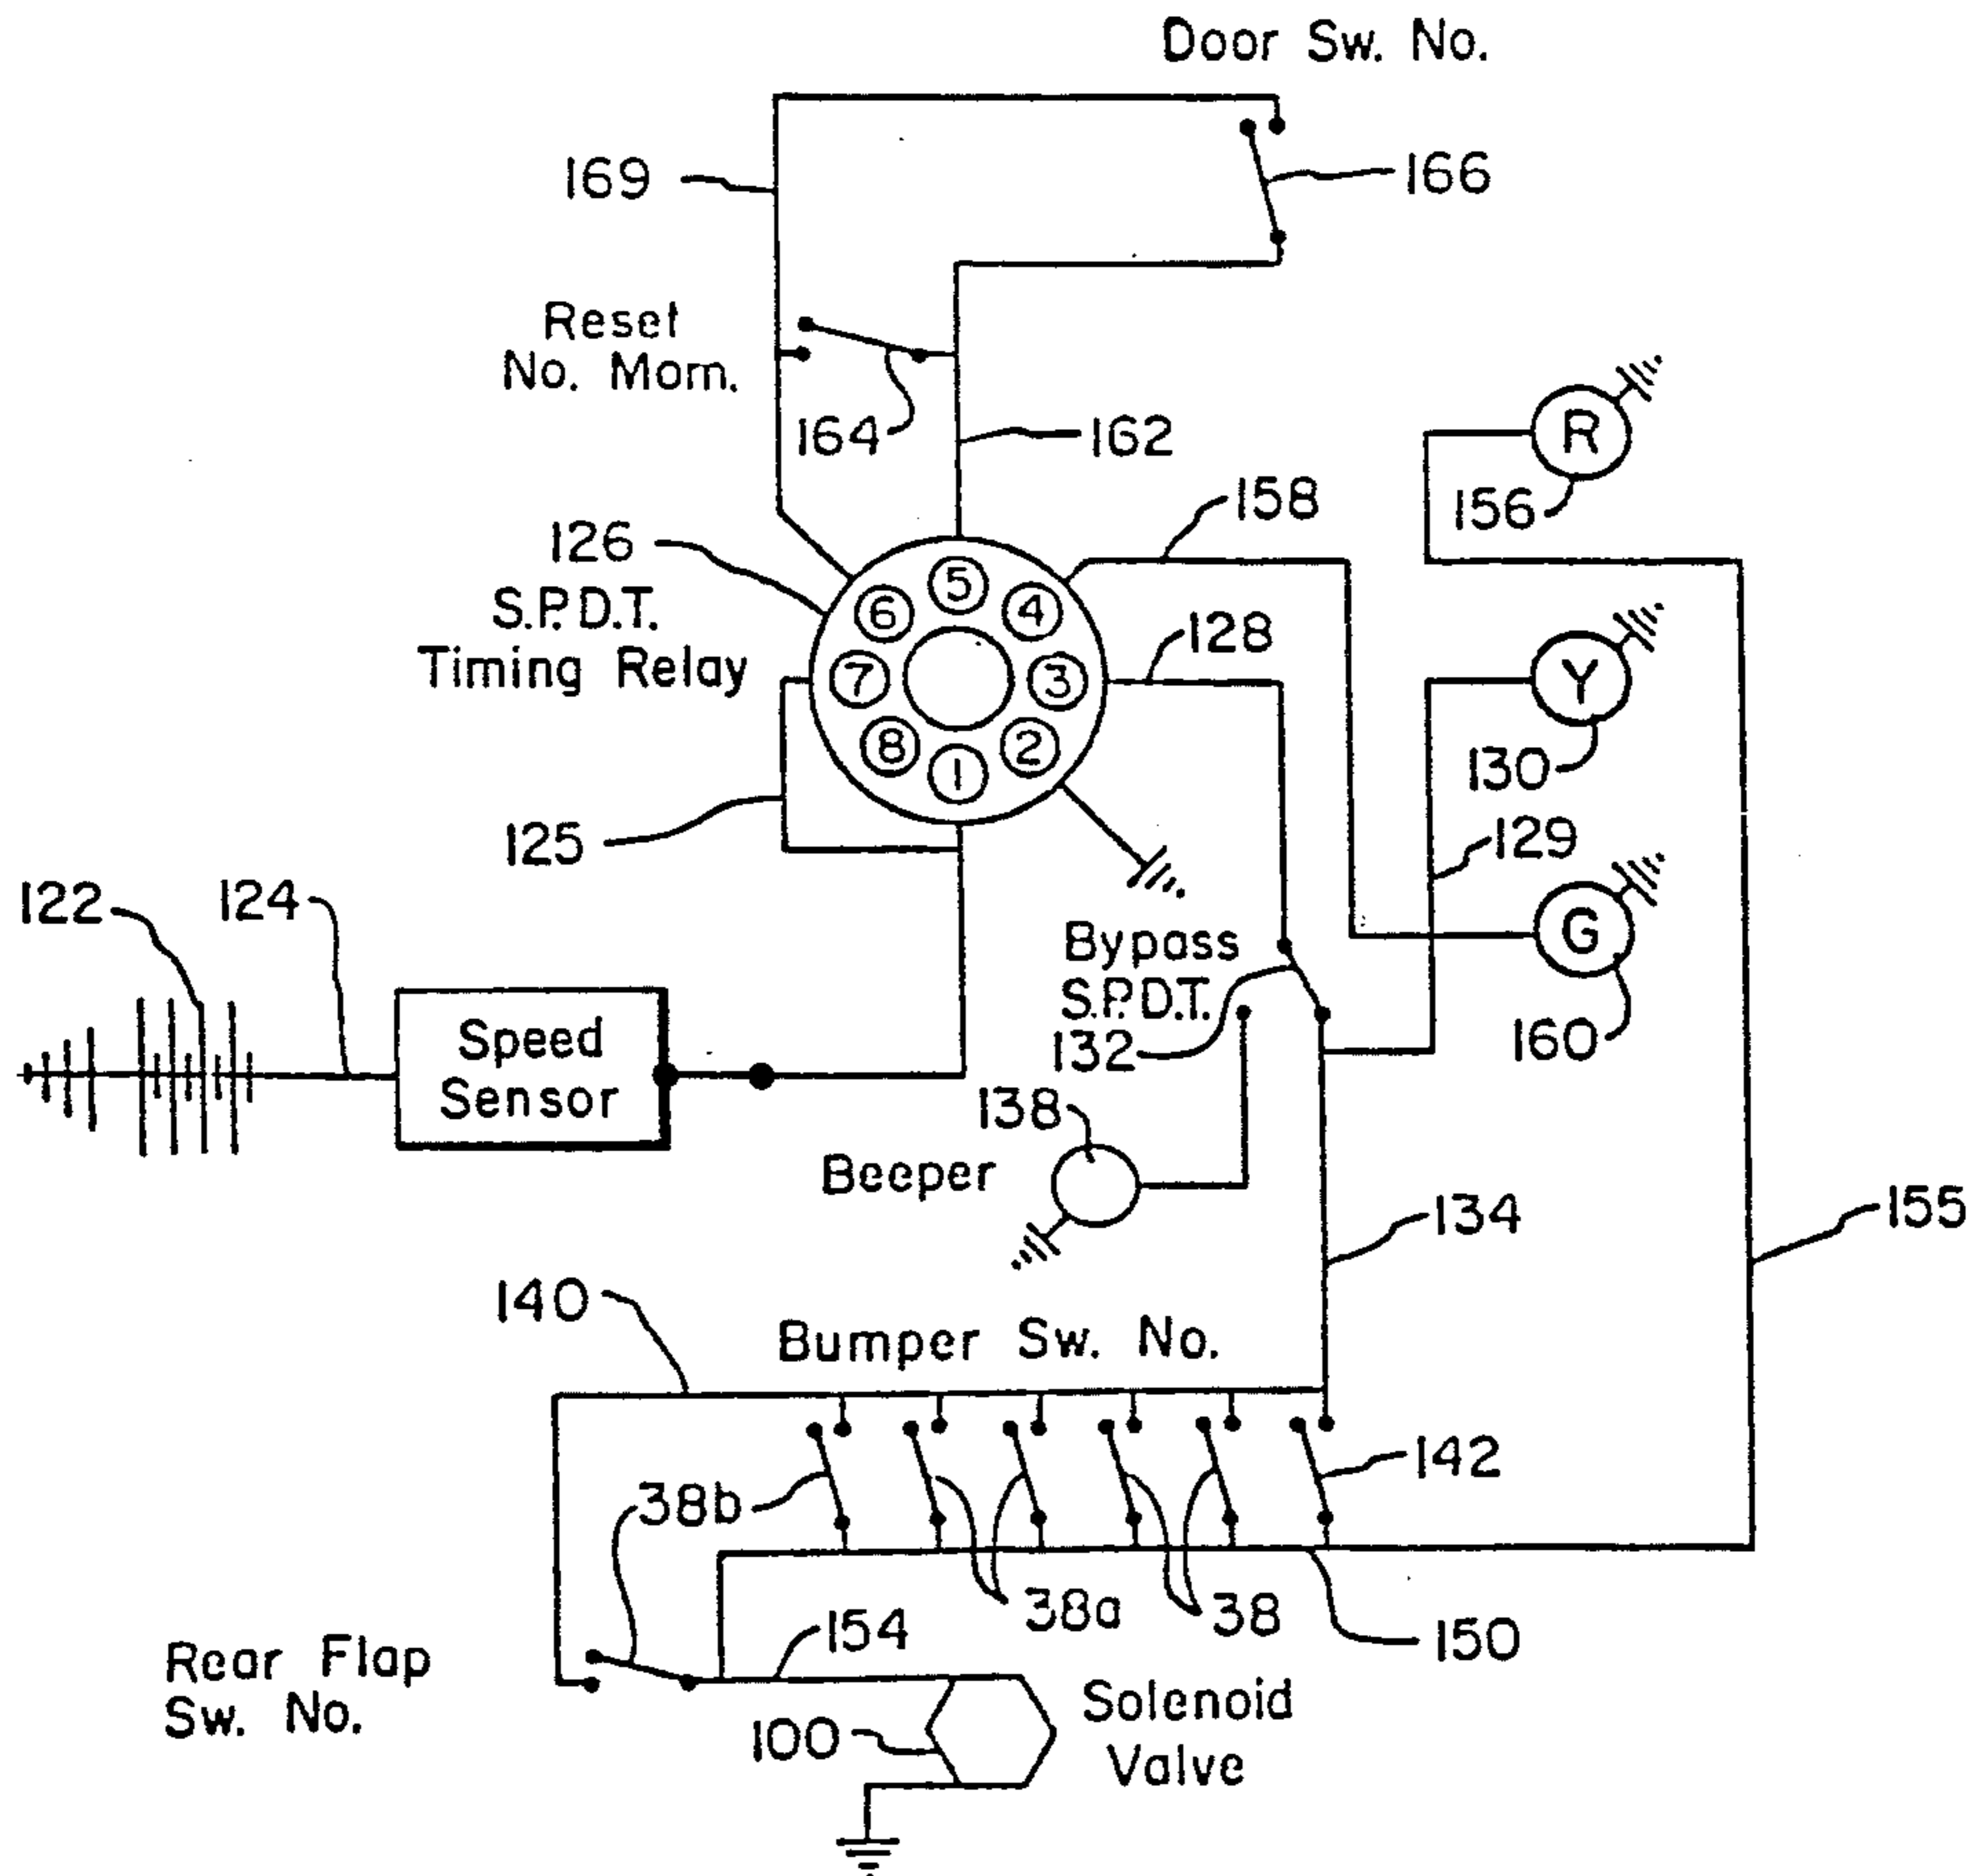 Door Sw. No.
169
166
Reset
No. Mom.
164
162
R
156
158
126
S.P.D.T.
Timing Relay
5
6
4
7
3
8
2
1
128
Y
130
125
129
122
124
Bypass
S.P.D.T.
132
G
160
Speed
Sensor
138
Beeper
134
155
140
Bumper Sw. No.
142
38b
38a
38
150
154
Rear Flap
Sw. No.
100
Solenoid
Valve